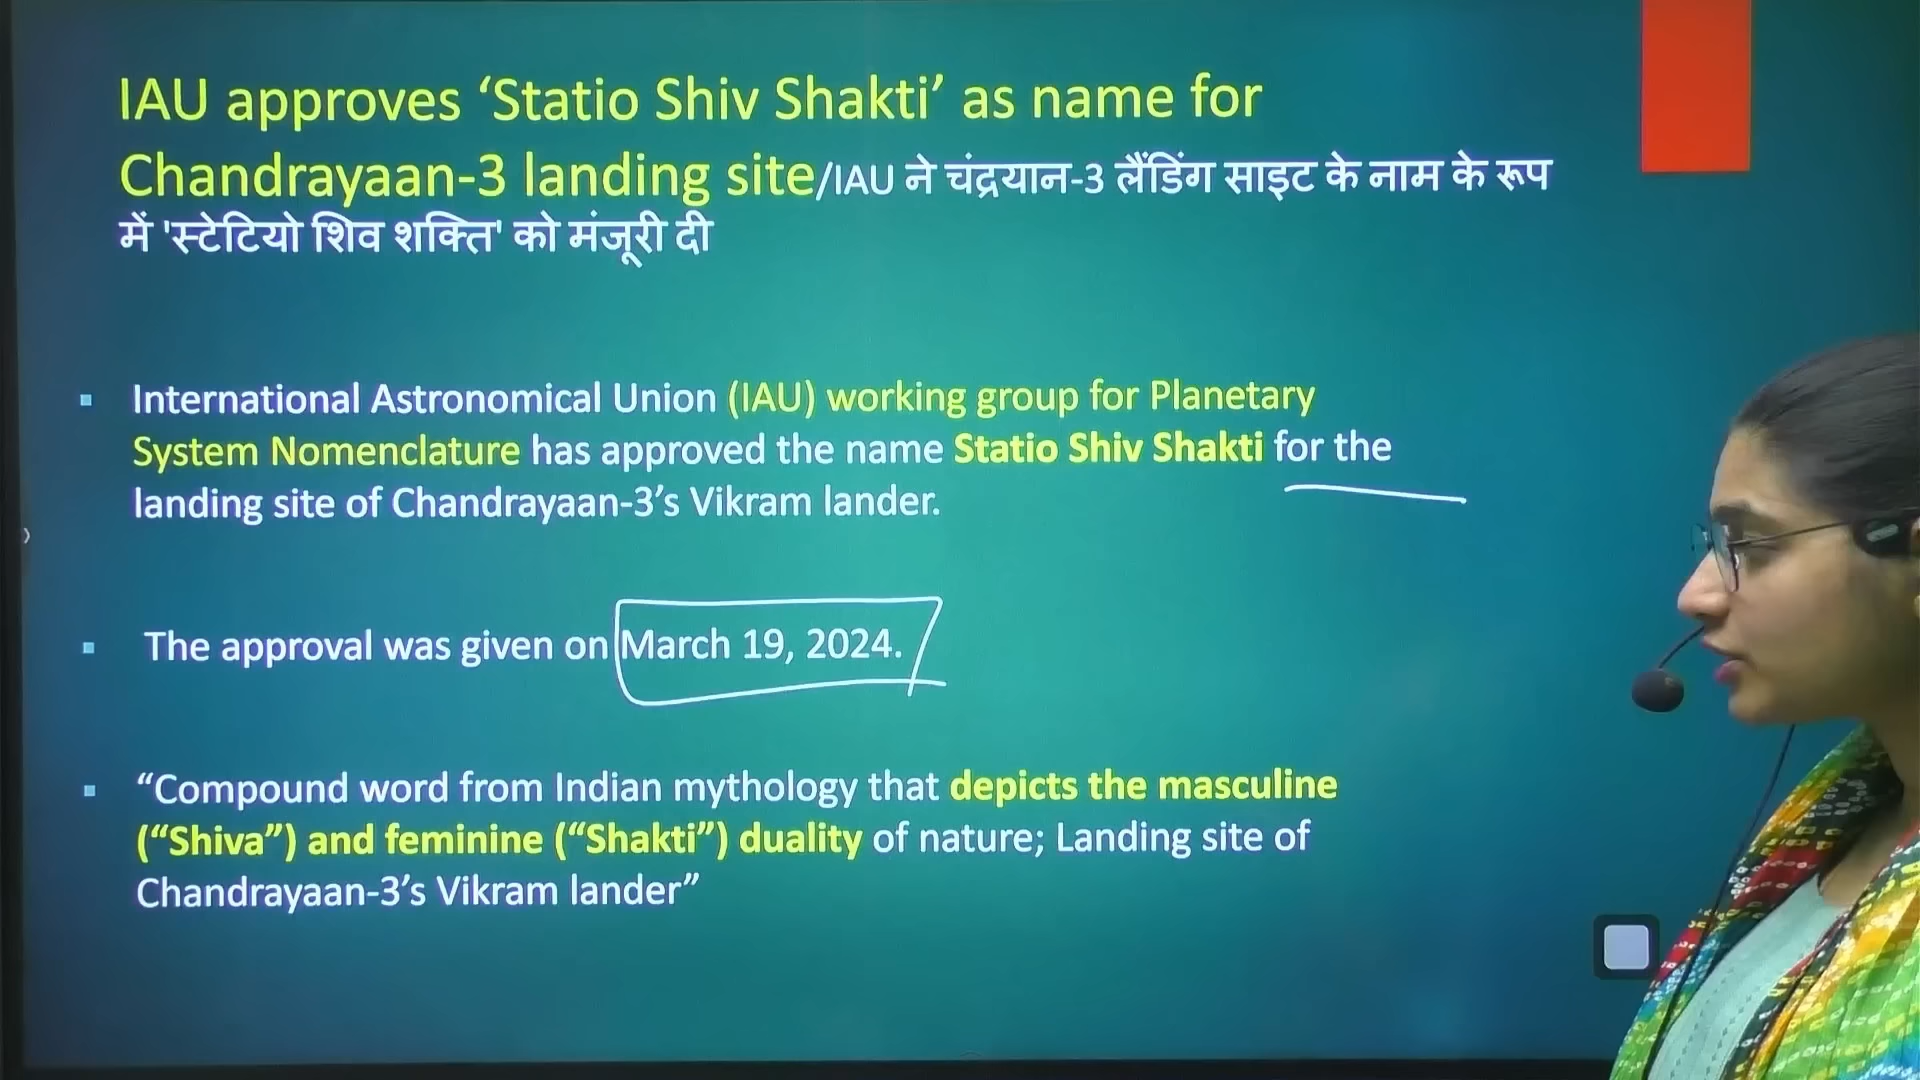 IAU approves ‘Statio Shiv Shakti’ as name for
Chandrayaan-3 landing site/IAU ने चंद्रयान-3 लैंडिंग साइट के नाम के रूप
में 'स्टेटियो शिव शक्ति' को मंजूरी दी
International Astronomical Union (IAU) working group for Planetary
System Nomenclature has approved the name Statio Shiv Shakti for the
landing site of Chandrayaan-3’s Vikram lander.
The approval was given on March 19, 2024.
“Compound word from Indian mythology that depicts the masculine
(“Shiva”) and feminine (“Shakti”) duality of nature; Landing site of
Chandrayaan-3’s Vikram lander”